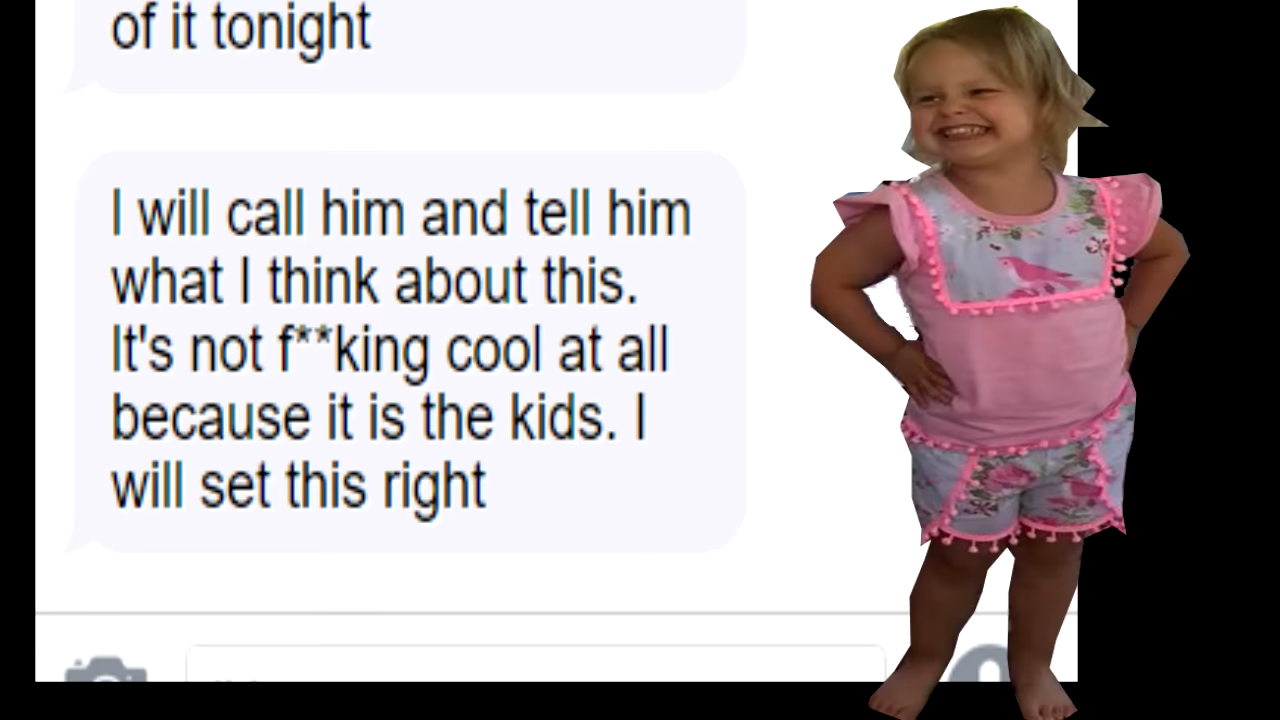 of it tonight
I will call him and tell him
what I think about this.
It's not f**king cool at all
because it is the kids. I
will set this right